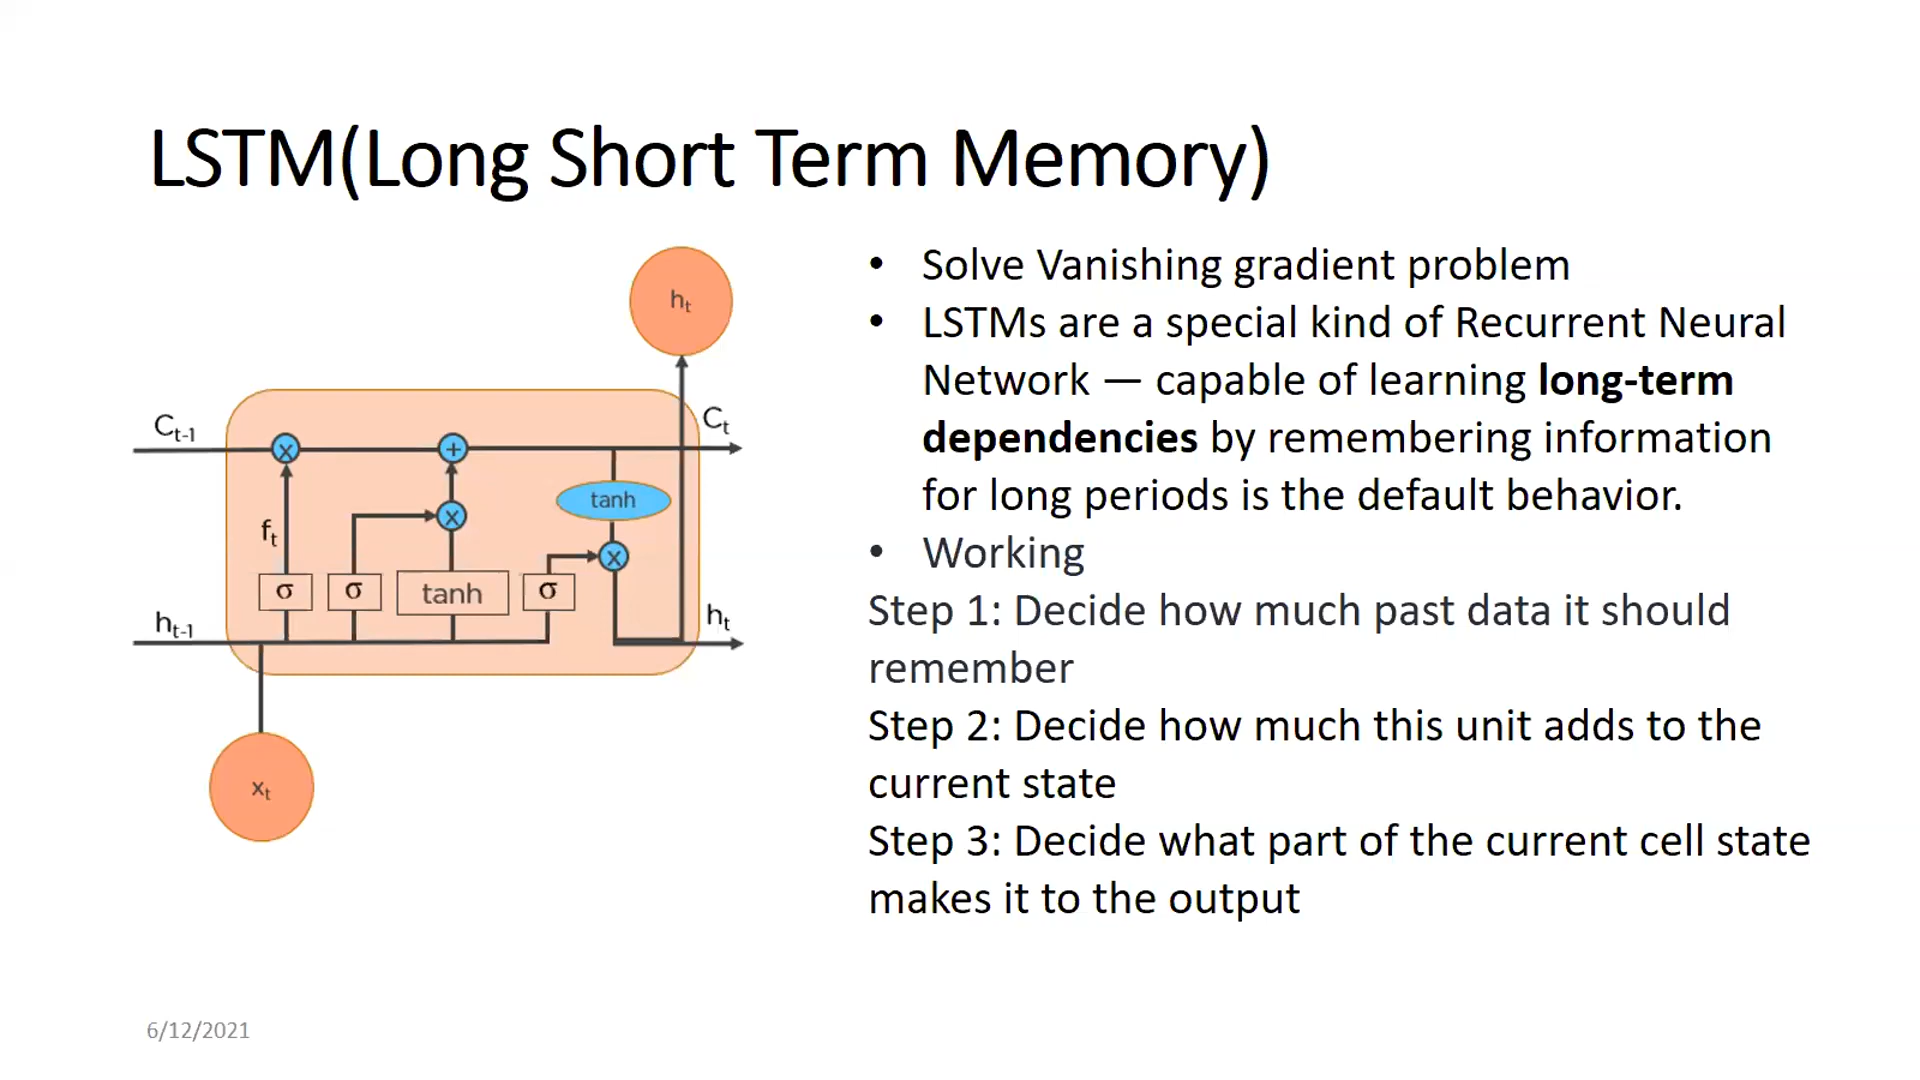 LSTM(Long Short Term Memory)
hₜ
Cₜ₋₁
Cₜ
x
+
tanh
fₜ
x
x
σ
σ
tanh
σ
hₜ₋₁
hₜ
xₜ
• Solve Vanishing gradient problem
• LSTMs are a special kind of Recurrent Neural
Network — capable of learning long-term
dependencies by remembering information
for long periods is the default behavior.
• Working
Step 1: Decide how much past data it should
remember
Step 2: Decide how much this unit adds to the
current state
Step 3: Decide what part of the current cell state
makes it to the output
6/12/2021